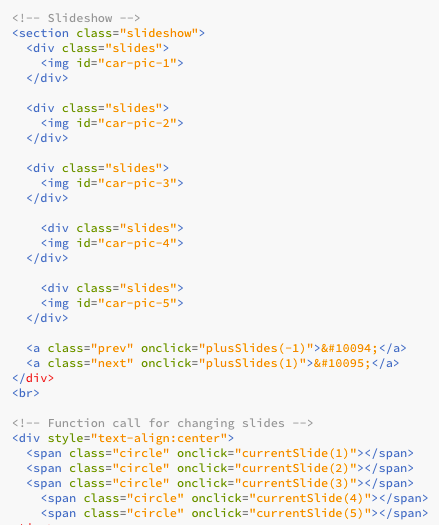 <!-- Slideshow -->
<section class="slideshow">
  <div class="slides">
    <img id="car-pic-1">
  </div>

  <div class="slides">
    <img id="car-pic-2">
  </div>

  <div class="slides">
    <img id="car-pic-3">
  </div>

    <div class="slides">
    <img id="car-pic-4">
  </div>

    <div class="slides">
    <img id="car-pic-5">
  </div>

  <a class="prev" onclick="plusSlides(-1)">&#10094;</a>
  <a class="next" onclick="plusSlides(1)">&#10095;</a>
</div>
<br>

<!-- Function call for changing slides -->
<div style="text-align:center">
  <span class="circle" onclick="currentSlide(1)"></span>
  <span class="circle" onclick="currentSlide(2)"></span>
  <span class="circle" onclick="currentSlide(3)"></span>
    <span class="circle" onclick="currentSlide(4)"></span>
    <span class="circle" onclick="currentSlide(5)"></span>